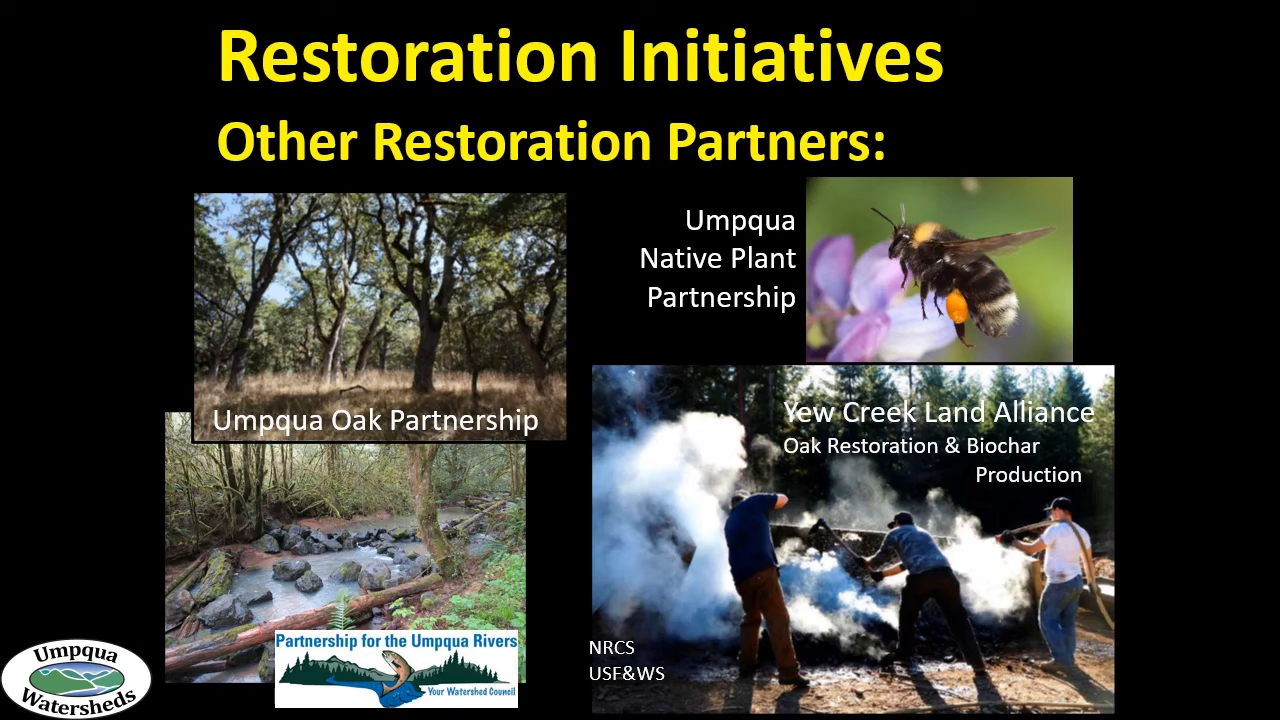 Restoration Initiatives
Other Restoration Partners:
Umpqua
Native Plant
Partnership
Umpqua Oak Partnership
Yew Creek Land Alliance
Oak Restoration & Biochar
Production
Partnership for the Umpqua Rivers
Your Watershed Council
NRCS
USF&WS
Umpqua
Watersheds